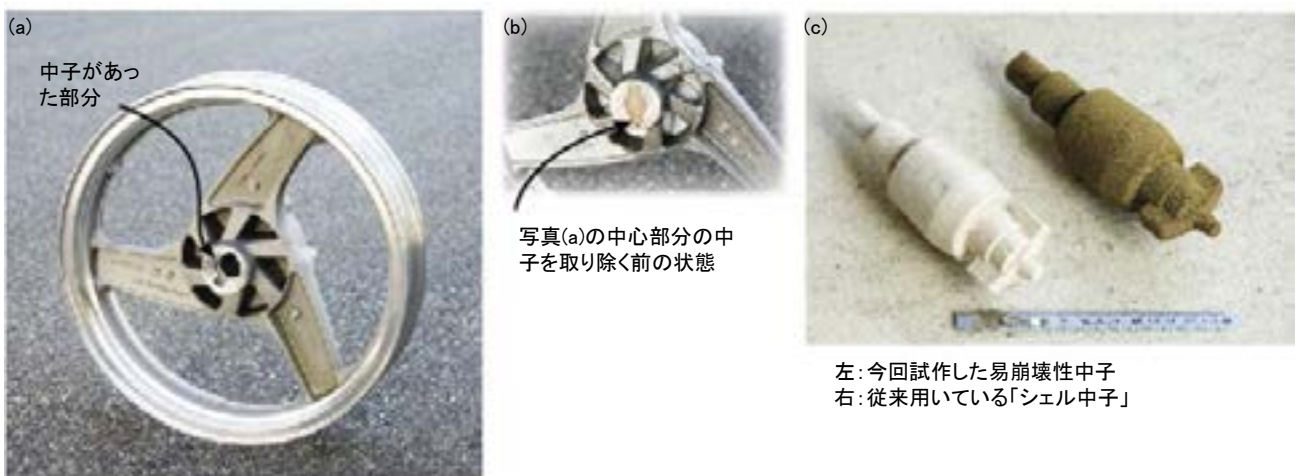 (a)
中子があっ
た部分
(b)
写真(a)の中心部分の中
子を取り除く前の状態
(c)
左：今回試作した易崩壊性中子
右：従来用いている「シェル中子」